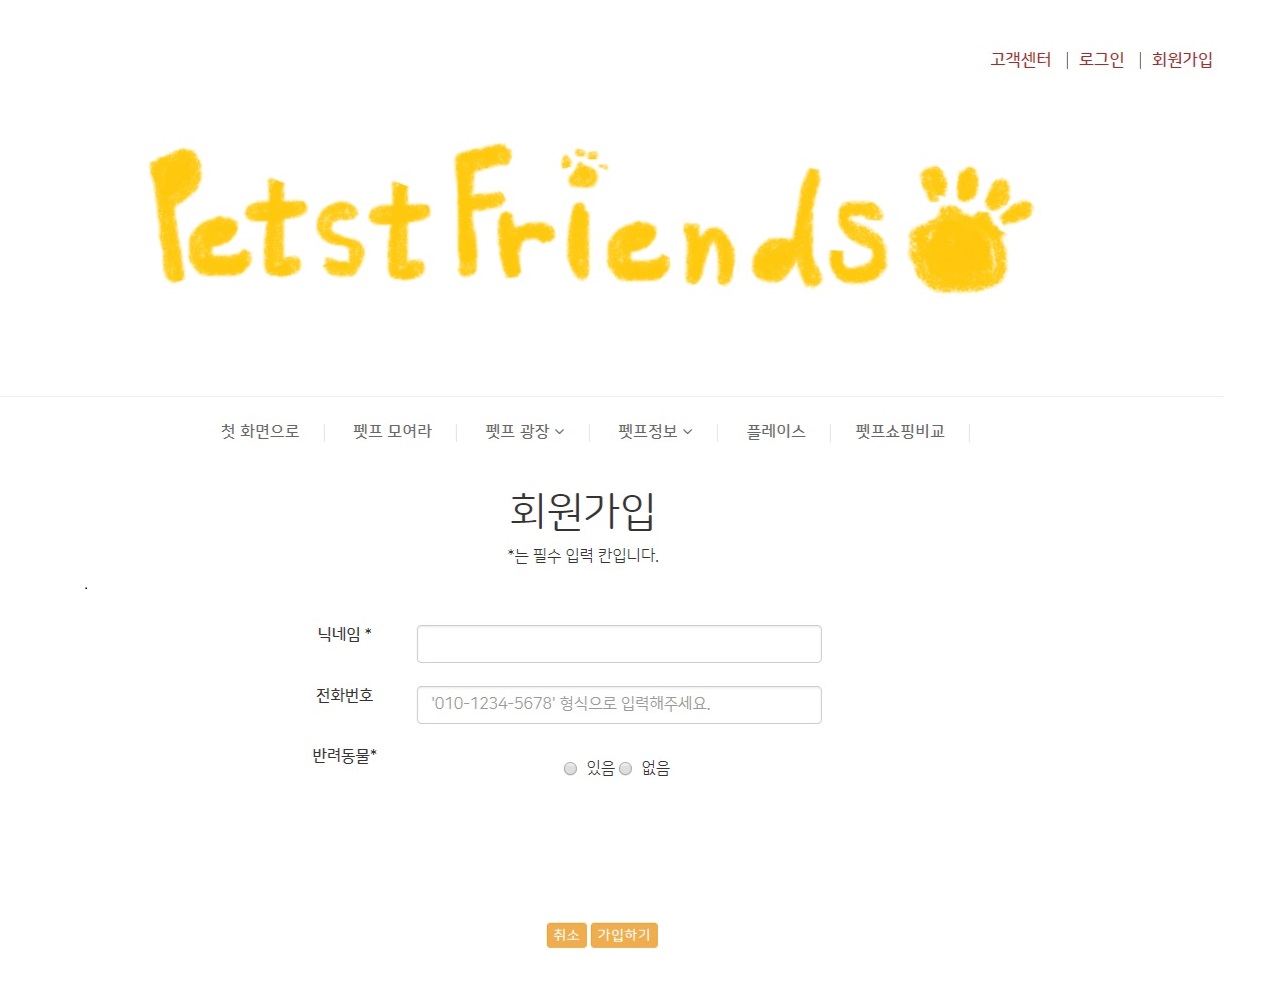 고객센터 | 로그인 | 회원가입
Petst Friends
첫 화면으로 | 펫프 모여라 | 펫프 광장 | 펫프정보 | 플레이스 | 펫프쇼핑비교 |
회원가입
*는 필수 입력 칸입니다.
.
닉네임 *
전화번호 '010-1234-5678' 형식으로 입력해주세요.
반려동물* 있음 없음
취소 가입하기